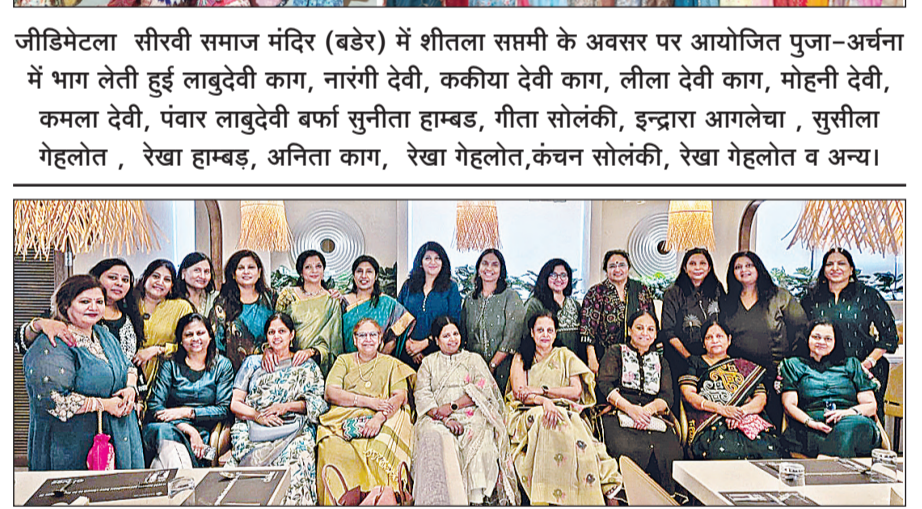 जीडिमेटला सीरवी समाज मंदिर (बडेर) में शीतला सप्तमी के अवसर पर आयोजित पुजा-अर्चना
में भाग लेती हुई लाबुदेवी काग, नारंगी देवी, ककीया देवी काग, लीला देवी काग, मोहनी देवी,
कमला देवी, पंवार लाबुदेवी बर्फा सुनीता हाम्बड, गीता सोलंकी, इन्द्रारा आगलेचा , सुसीला
गेहलोत , रेखा हाम्बड़, अनिता काग, रेखा गेहलोत,कंचन सोलंकी, रेखा गेहलोत व अन्य।